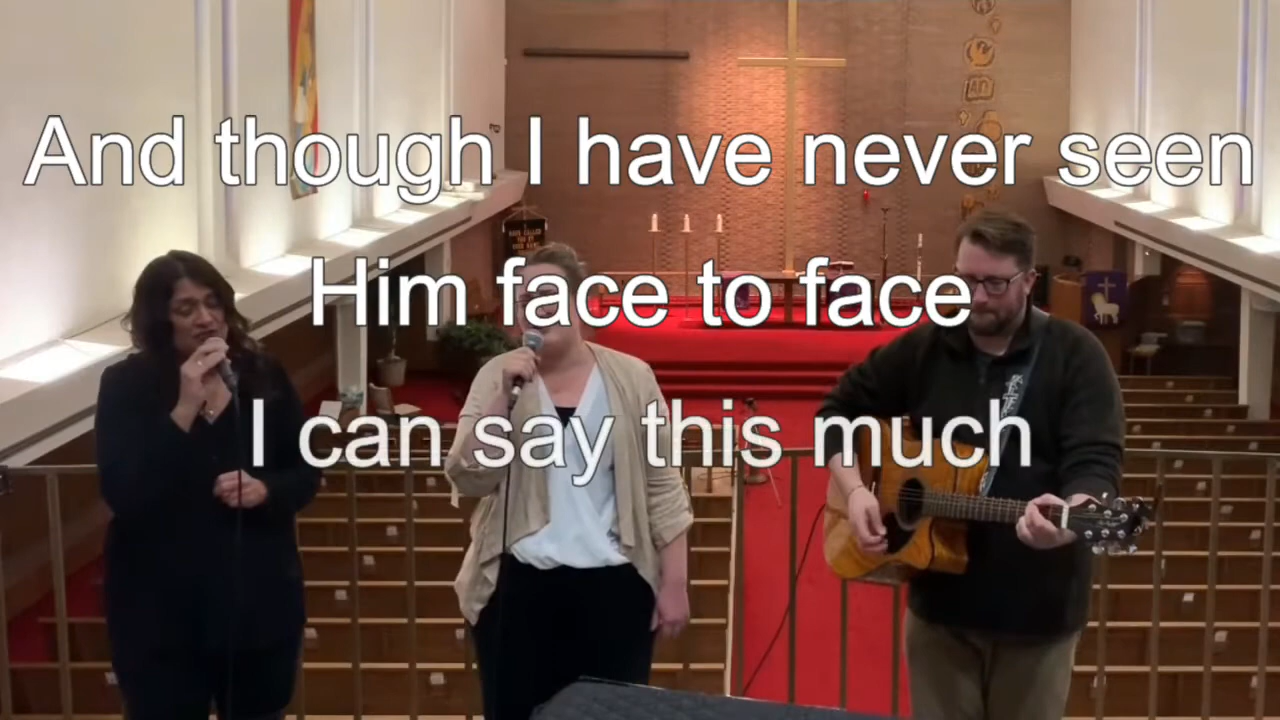 And though I have never seen
Him face to face
I can say this much